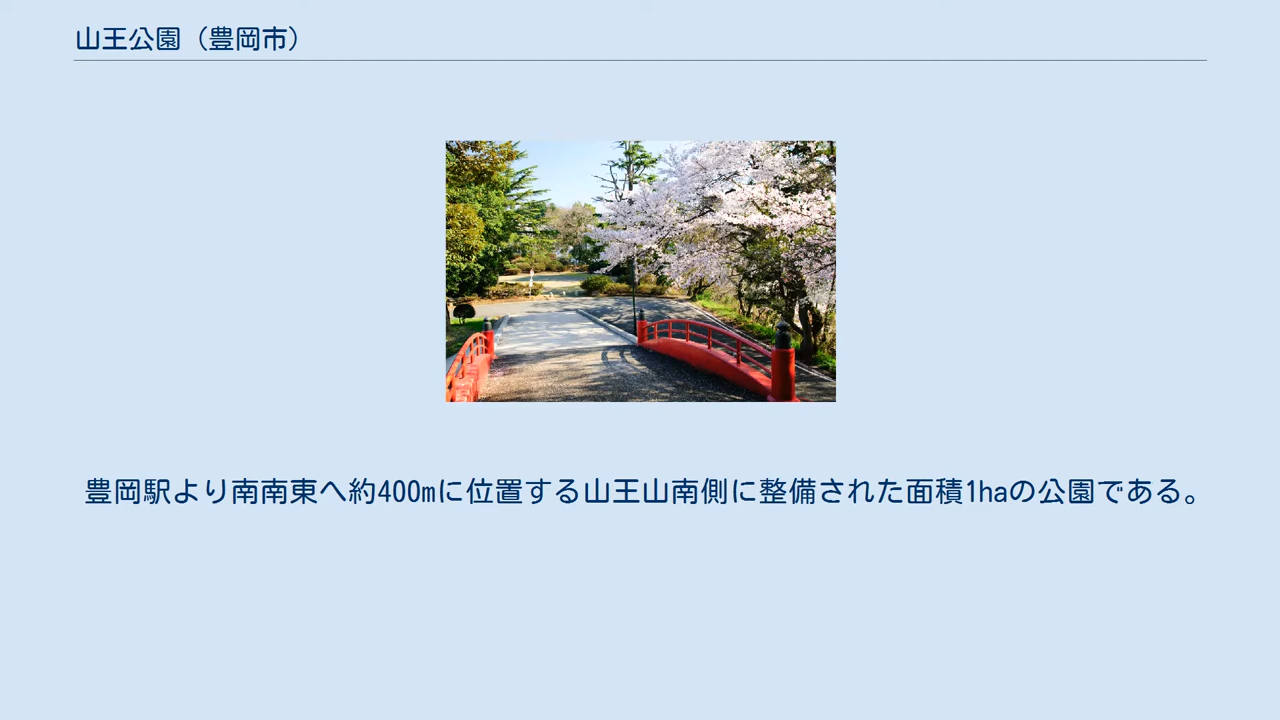 山王公園（豊岡市）
豊岡駅より南南東へ約400mに位置する山王山南側に整備された面積1haの公園である。